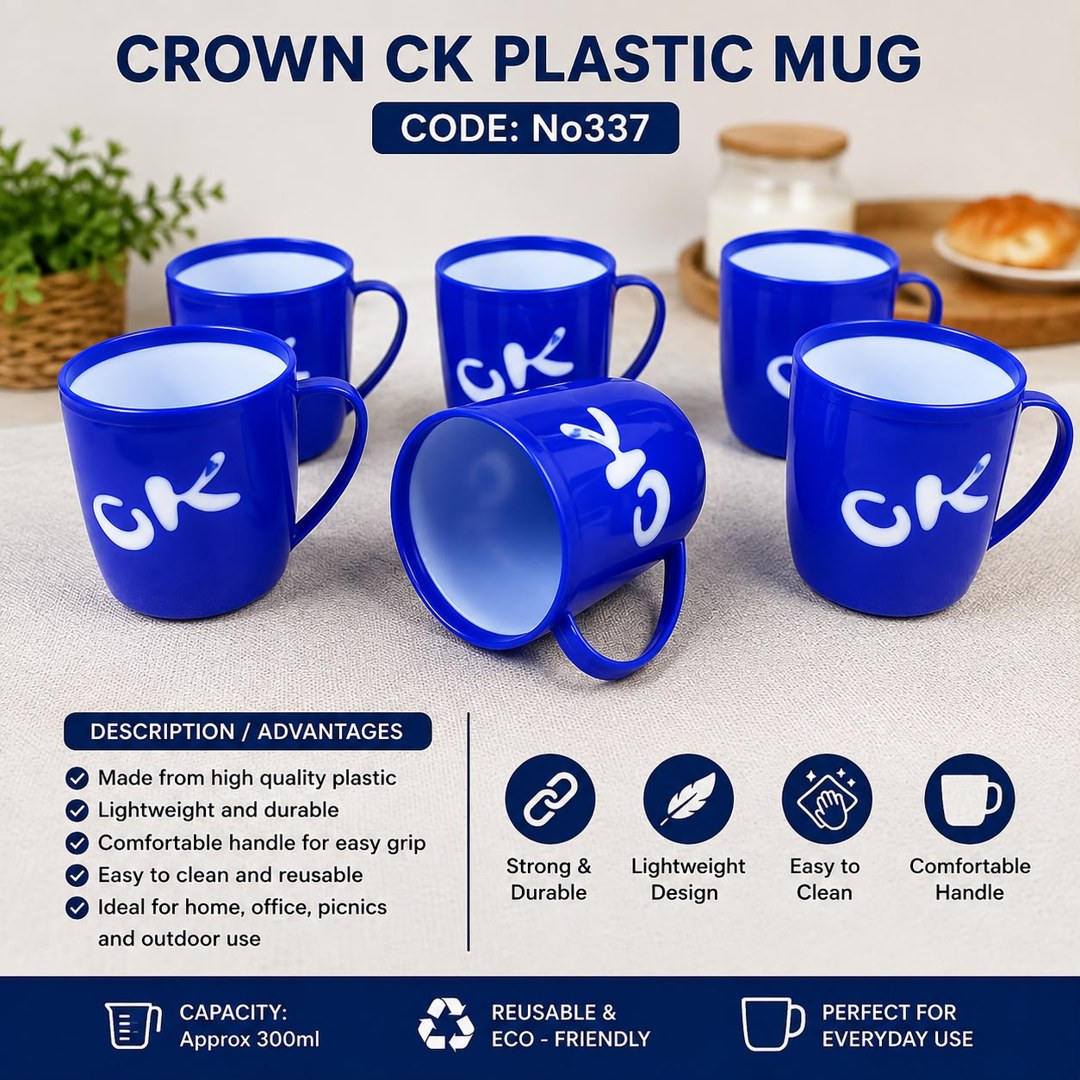 CROWN CK PLASTIC MUG
CODE: No337
CK
CK
CK
CK
DESCRIPTION / ADVANTAGES
Made from high quality plastic
Lightweight and durable
Comfortable handle for easy grip
Easy to clean and reusable
Ideal for home, office, picnics
and outdoor use
Strong &
Durable
Lightweight
Design
Easy to
Clean
Comfortable
Handle
CAPACITY:
Approx 300ml
REUSABLE &
ECO - FRIENDLY
PERFECT FOR
EVERYDAY USE